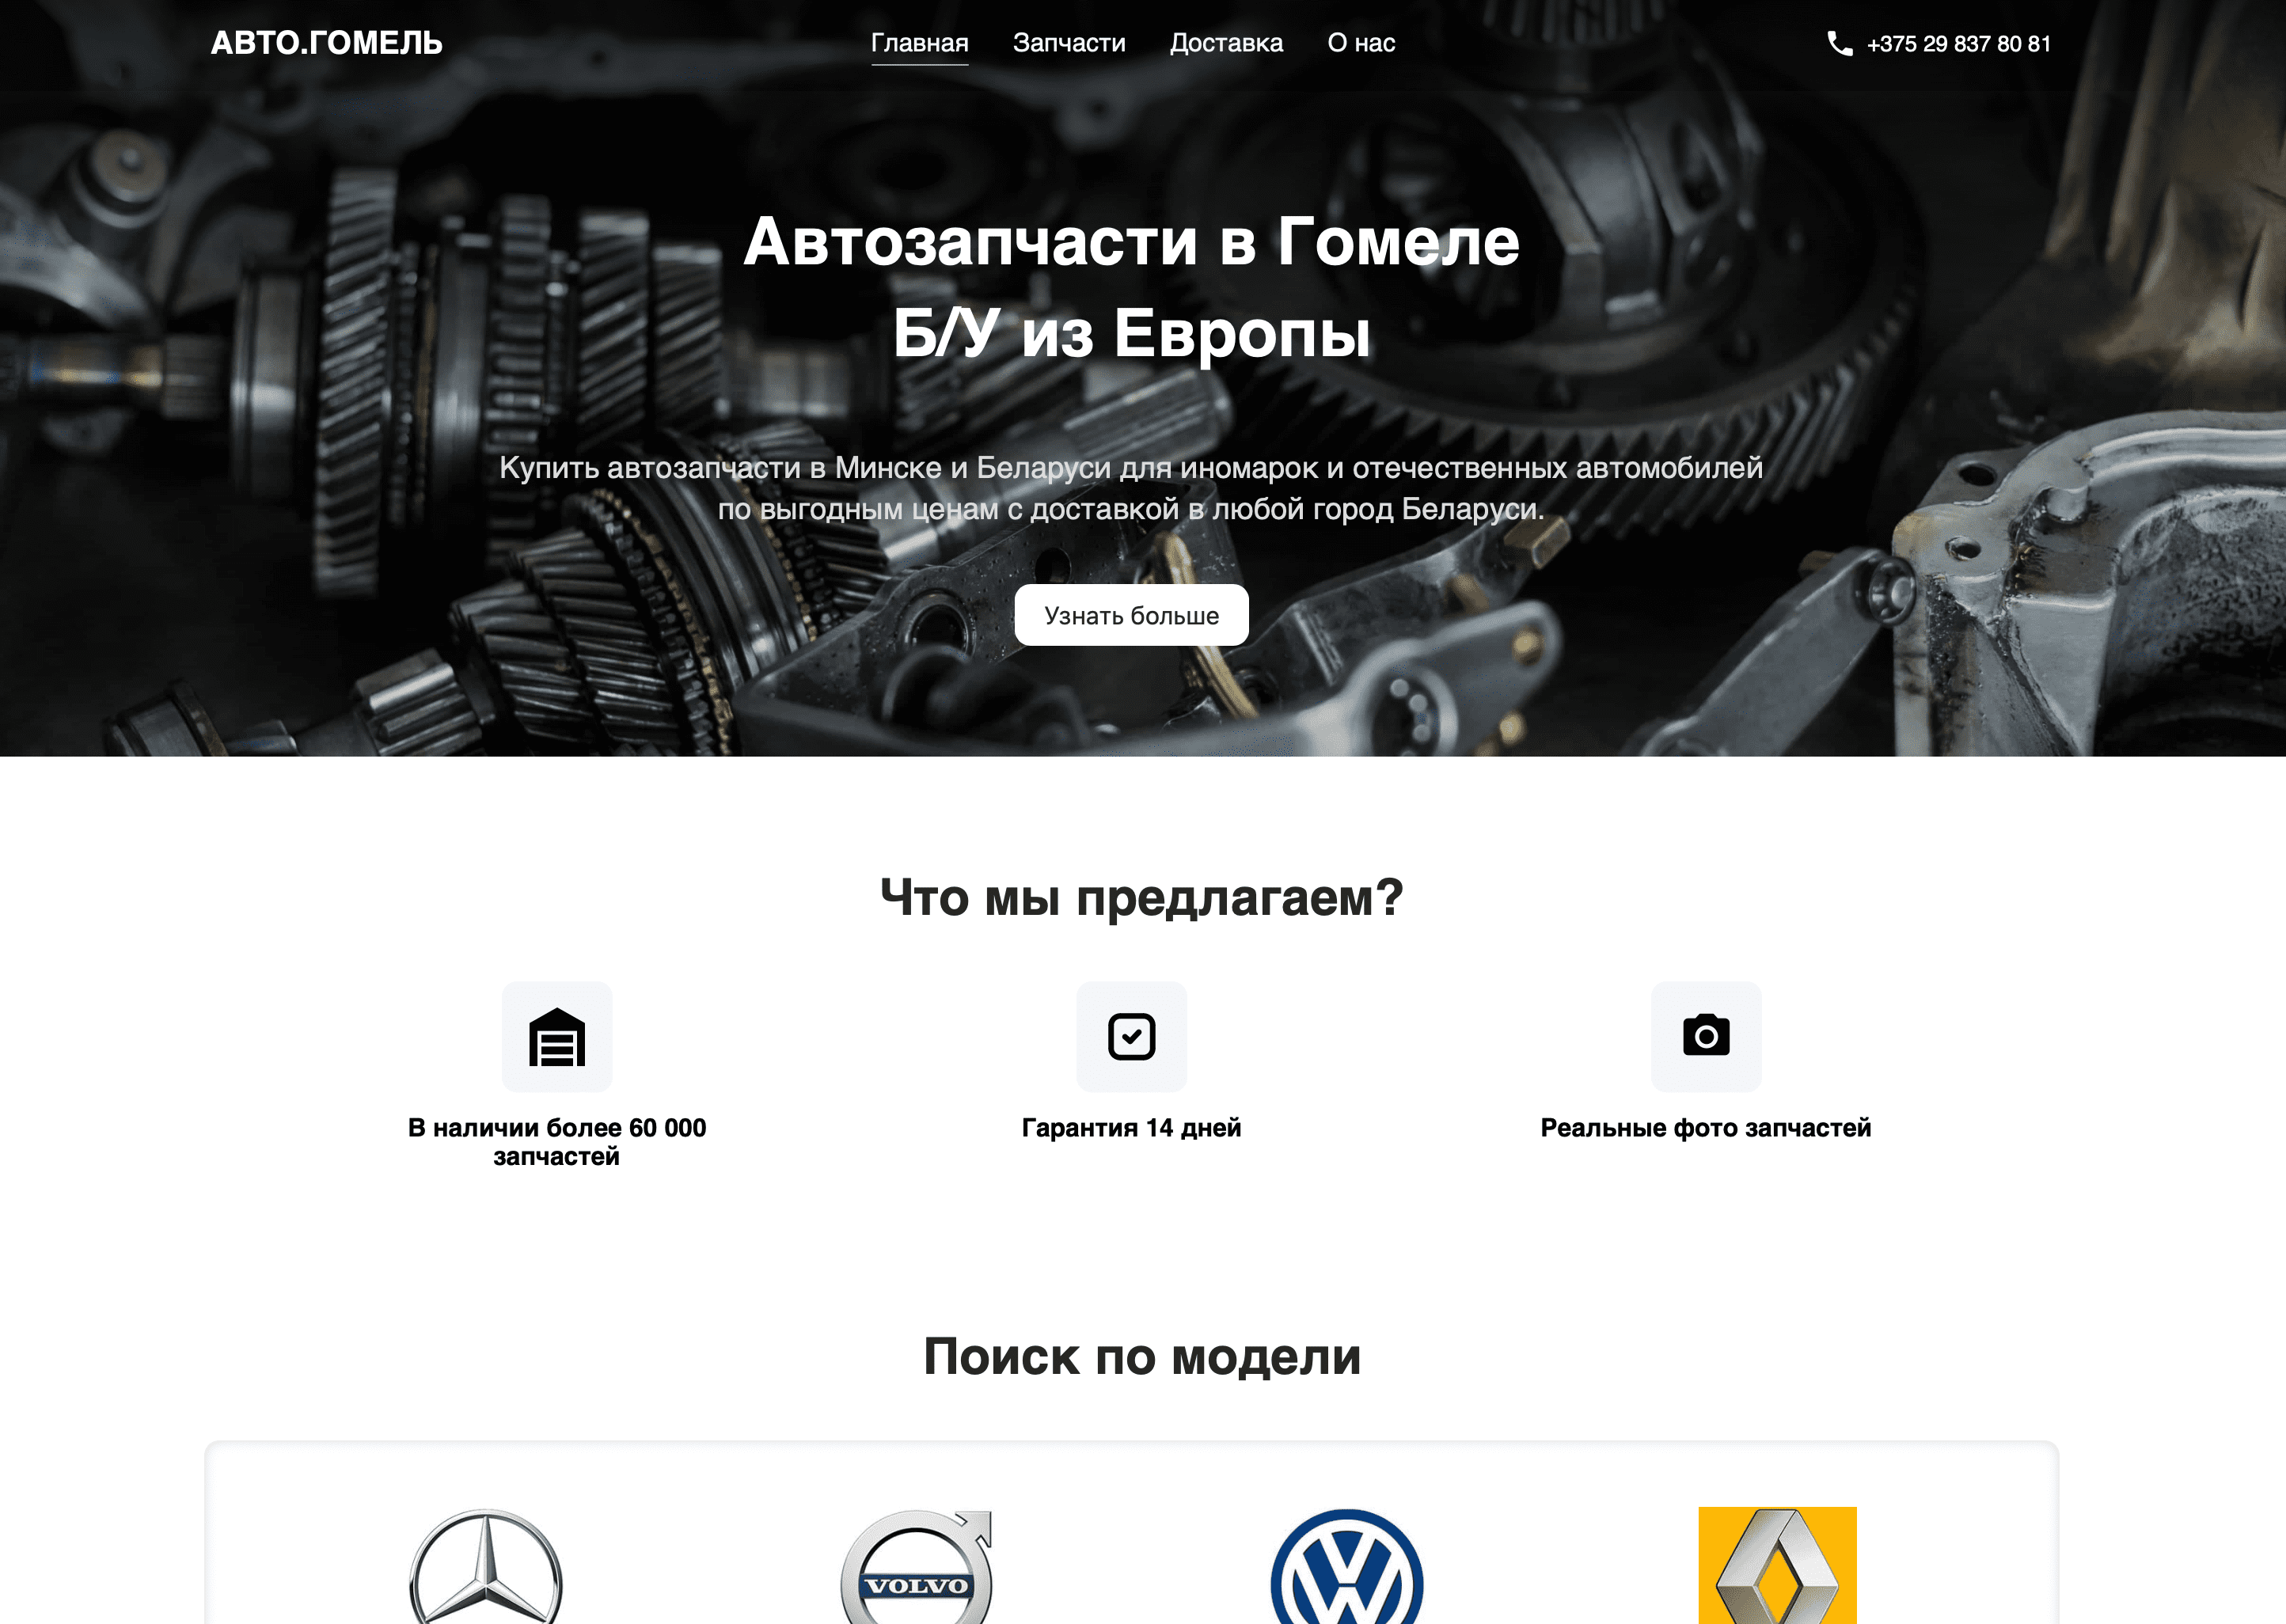 АВТО.ГОМЕЛЬ
Главная
Запчасти
Доставка
О нас
+375 29 837 80 81
Автозапчасти в Гомеле
Б/У из Европы
Купить автозапчасти в Минске и Беларуси для иномарок и отечественных автомобилей
по выгодным ценам с доставкой в любой город Беларуси.
Узнать больше
Что мы предлагаем?
В наличии более 60 000
запчастей
Гарантия 14 дней
Реальные фото запчастей
Поиск по модели
VOLVO